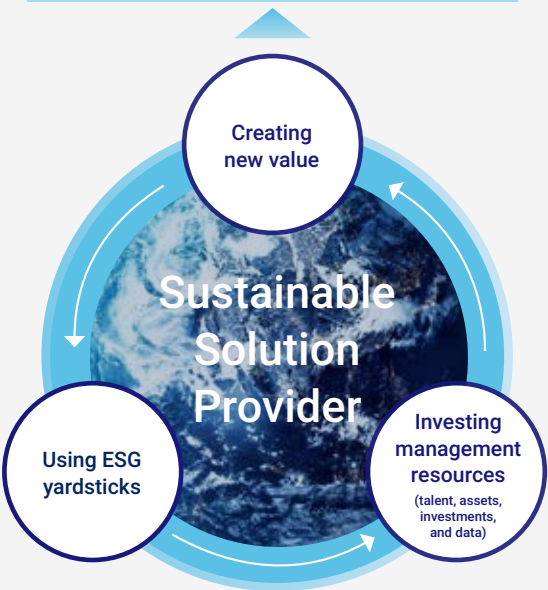 Creating
new value
Sustainable
Solution
Provider
Using ESG
yardsticks
Investing
management
resources
(talent, assets,
investments,
and data)